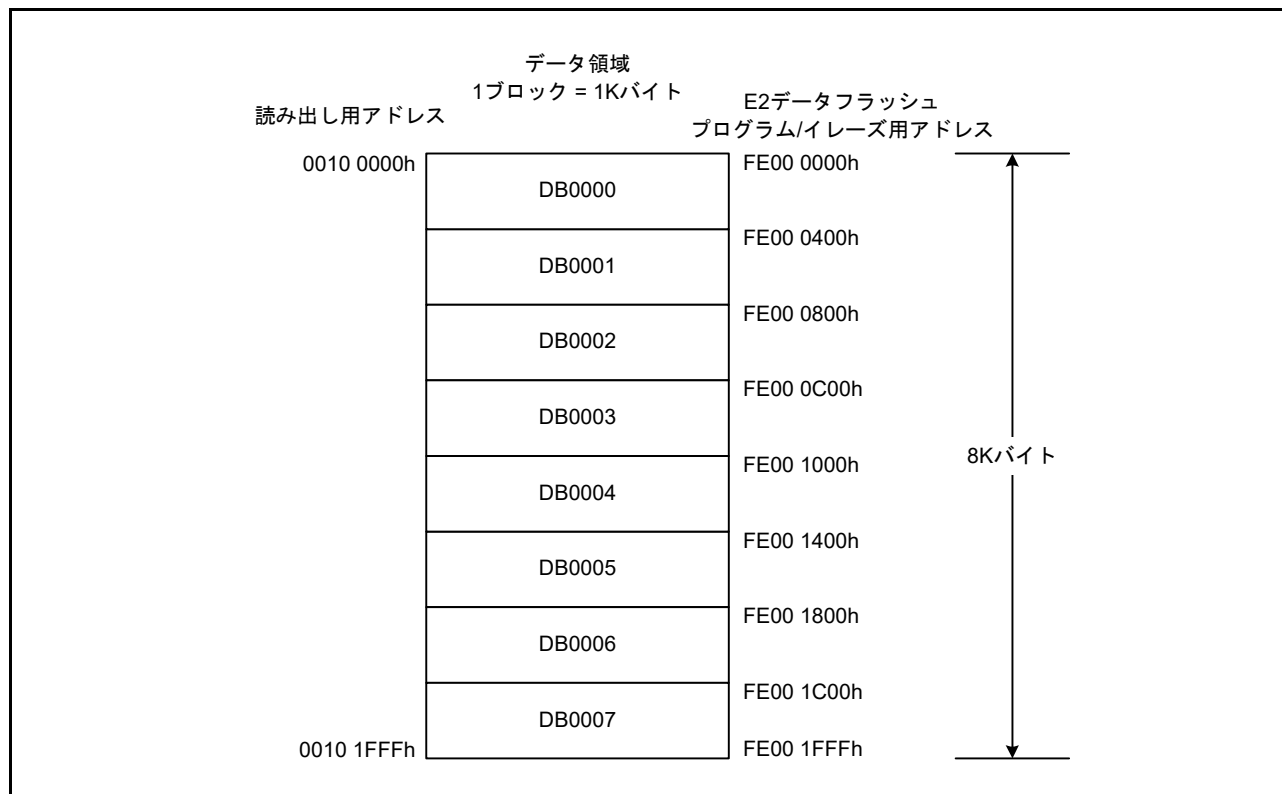 データ領域
1ブロック = 1Kバイト
読み出し用アドレス
E2データフラッシュ
プログラム/イレーズ用アドレス
0010 0000h
FE00 0000h
DB0000
FE00 0400h
DB0001
FE00 0800h
DB0002
FE00 0C00h
DB0003
FE00 1000h
8Kバイト
DB0004
FE00 1400h
DB0005
FE00 1800h
DB0006
FE00 1C00h
DB0007
0010 1FFFh
FE00 1FFFh